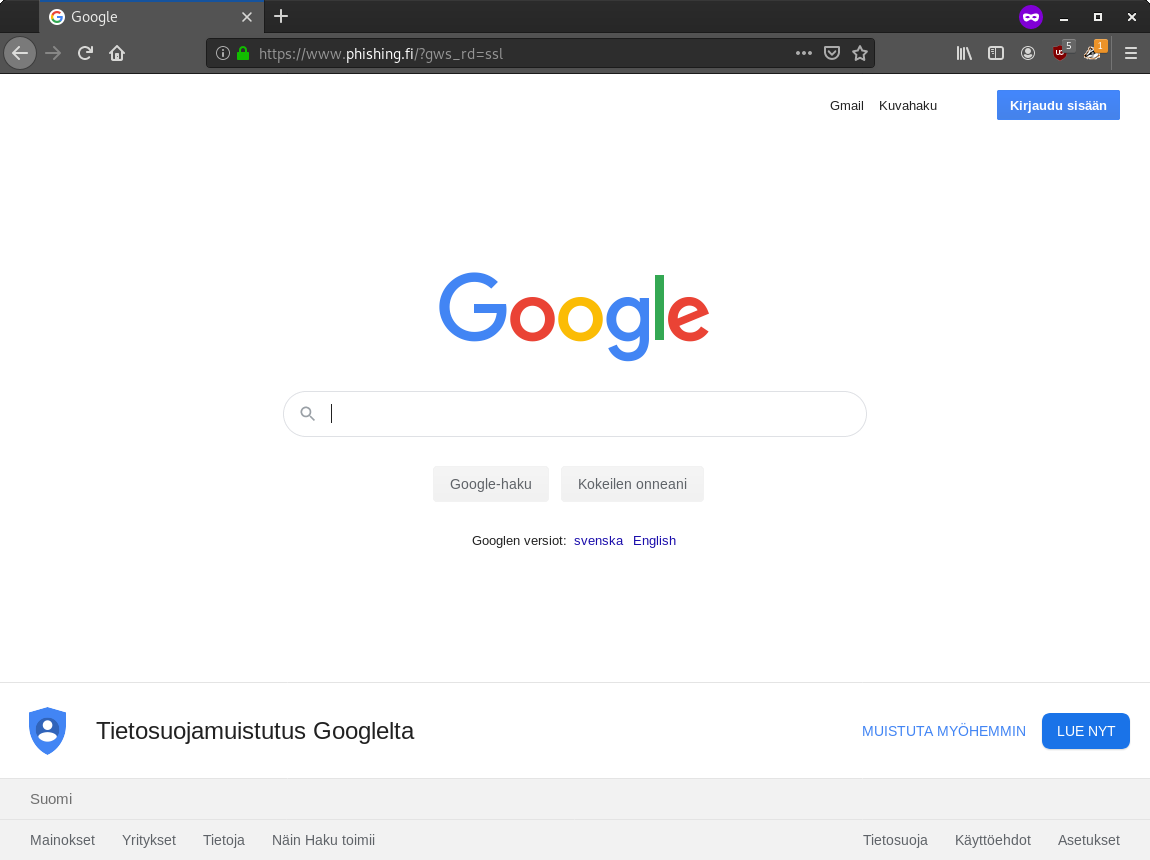 Google
https://www.phishing.fi/?gws_rd=ssl
5
1
Gmail Kuvahaku Kirjaudu sisään
Google
Google-haku Kokeilen onneani
Googlen versiot: svenska English
Tietosuojamuistutus Googlelta MUISTUTA MYÖHEMMIN LUE NYT
Suomi
Mainokset Yritykset Tietoja Näin Haku toimii Tietosuoja Käyttöehdot Asetukset